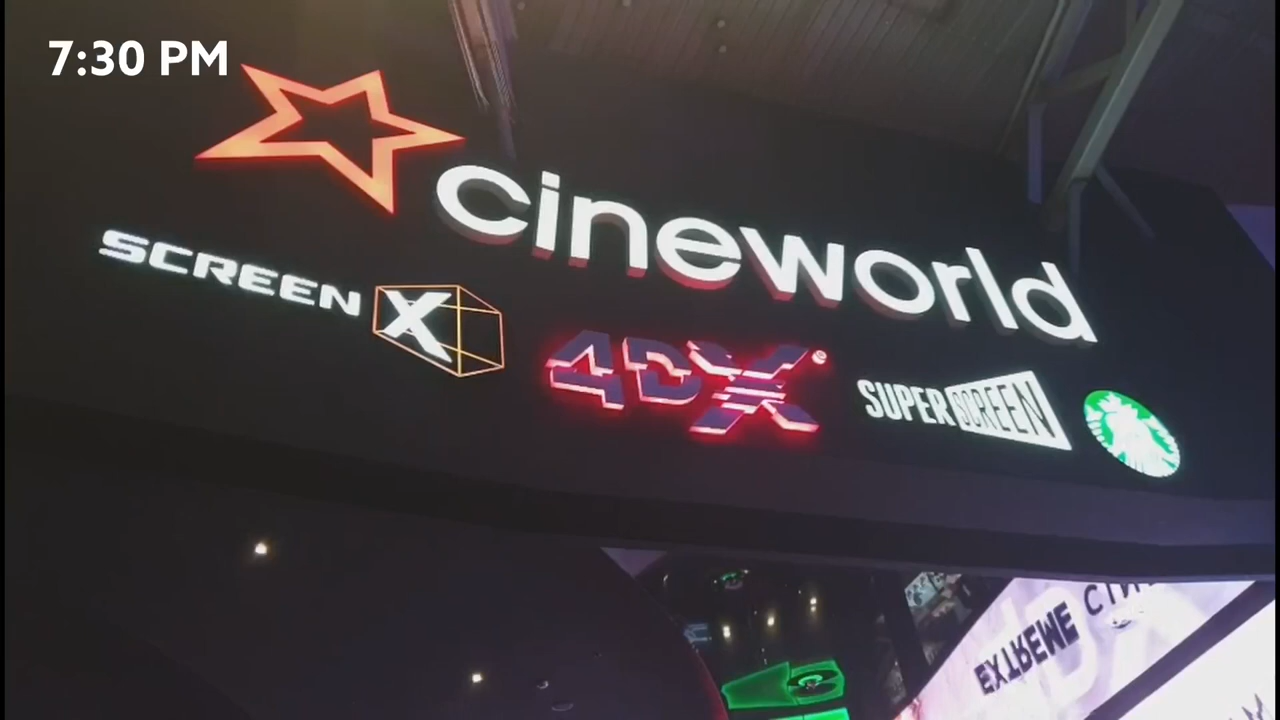 7:30 PM
cineworld
SCREEN X
4DX
SUPER SCREEN
EXTREME